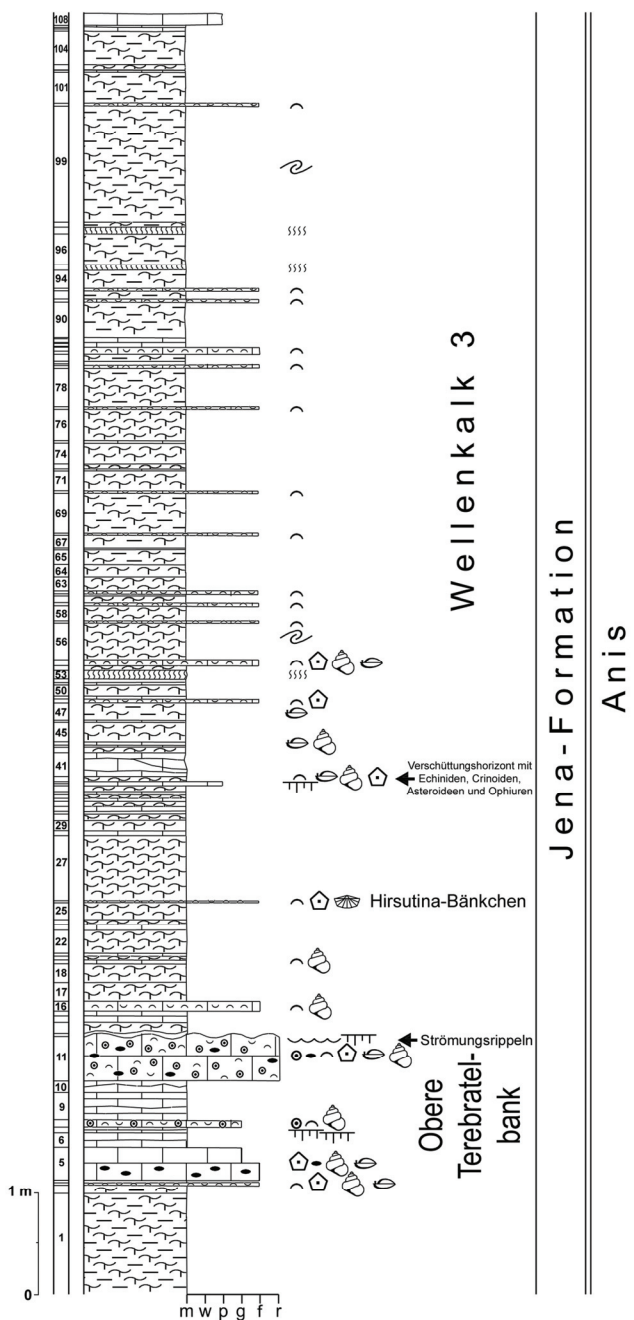 108
104
101
99
96
94
90
78
76
74
71
69
67
65
64
63
58
56
53
50
47
45
41
Verschüttungshorizont mit
Echiniden, Crinoiden,
Asteroideen und Ophiuren
29
27
25
Hirsutina-Bänkchen
22
18
17
16
Strömungsrippeln
11
10
9
6
5
1 m
1
0
m w p g f r
Wellenkalk 3
Obere
Terebratel-
bank
Jena-Formation
Anis